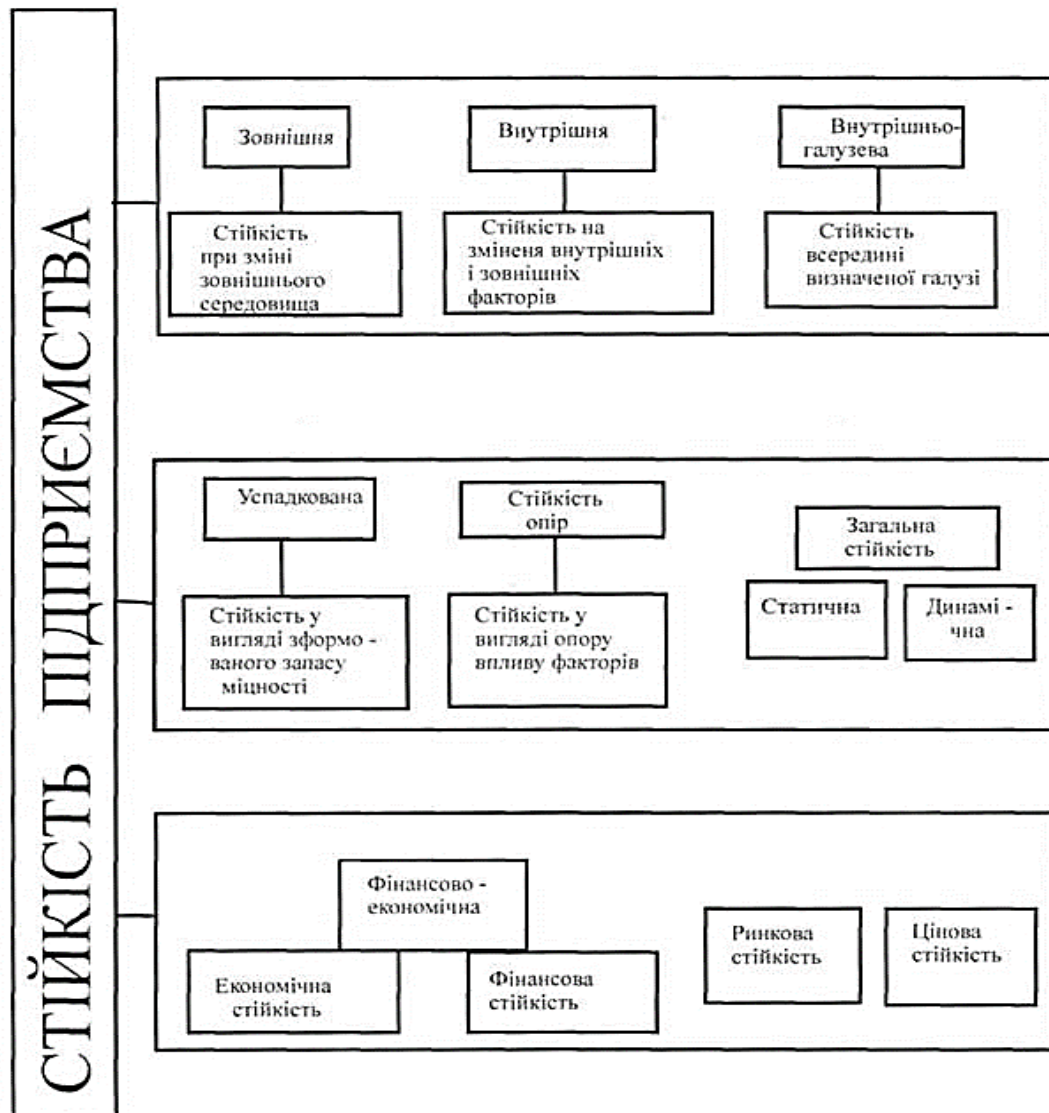 СТІЙКІСТЬ ПІДПРИЄМСТВА
Зовнішня
Внутрішня
Внутрішньо-
галузева
Стійкість
при зміні
зовнішнього
середовища
Стійкість на
зміненя внутрішніх
і зовнішніх
факторів
Стійкість
всередині
визначеної галузі
Успадкована
Стійкість
опір
Загальна
стійкість
Стійкість у
вигляді зформо -
ваного запасу
міцності
Стійкість у
вигляді опору
впливу факторів
Статична
Динамі -
чна
Фінансово -
економічна
Економічна
стійкість
Фінансова
стійкість
Ринкова
стійкість
Цінова
стійкість